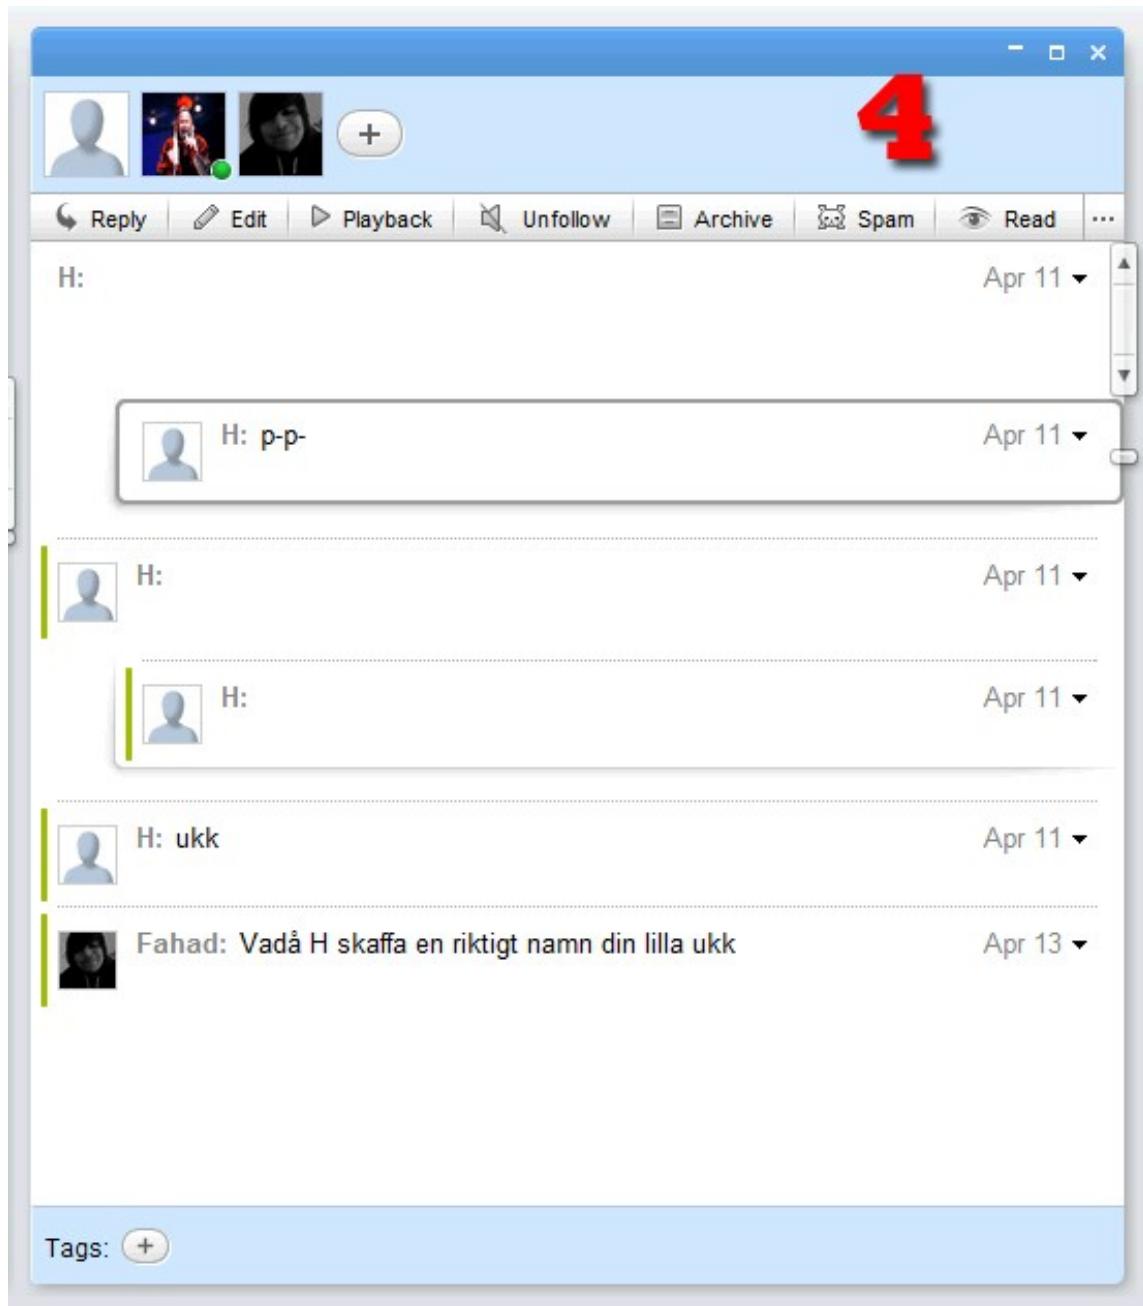 4
+
Reply Edit Playback Unfollow Archive Spam Read ...
H: Apr 11
H: p-p- Apr 11
H: Apr 11
H: Apr 11
H: ukk Apr 11
Fahad: Vadå H skaffa en riktigt namn din lilla ukk Apr 13
Tags: +